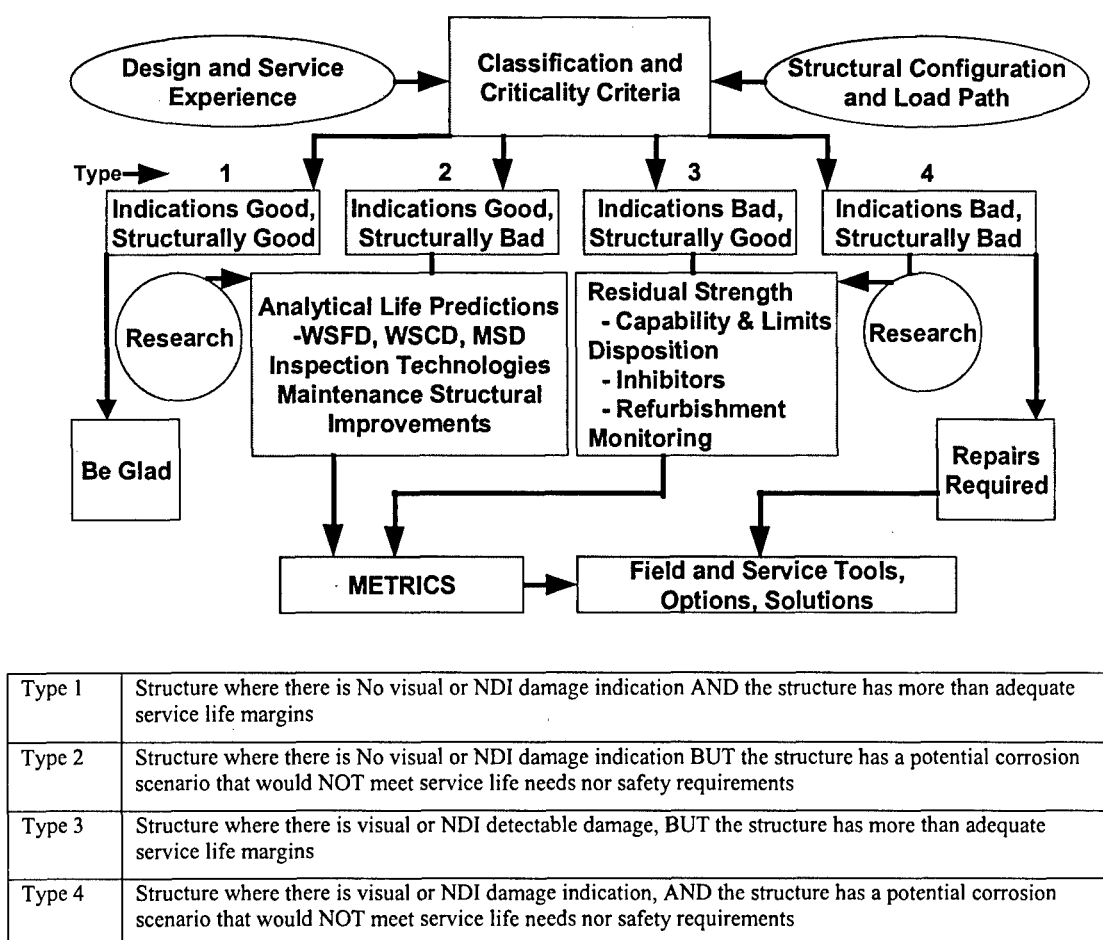 Design and Service
Experience
Classification and
Criticality Criteria
Structural Configuration
and Load Path
Type
1
2
3
4
Indications Good,
Structurally Good
Indications Good,
Structurally Bad
Indications Bad,
Structurally Good
Indications Bad,
Structurally Bad
Research
Analytical Life Predictions
-WSFD, WSCD, MSD
Inspection Technologies
Maintenance Structural
Improvements
Residual Strength
- Capability & Limits
Disposition
- Inhibitors
- Refurbishment
Monitoring
Research
Be Glad
Repairs
Required
METRICS
Field and Service Tools,
Options, Solutions
Type 1
Structure where there is No visual or NDI damage indication AND the structure has more than adequate
service life margins
Type 2
Structure where there is No visual or NDI damage indication BUT the structure has a potential corrosion
scenario that would NOT meet service life needs nor safety requirements
Type 3
Structure where there is visual or NDI detectable damage, BUT the structure has more than adequate
service life margins
Type 4
Structure where there is visual or NDI damage indication, AND the structure has a potential corrosion
scenario that would NOT meet service life needs nor safety requirements